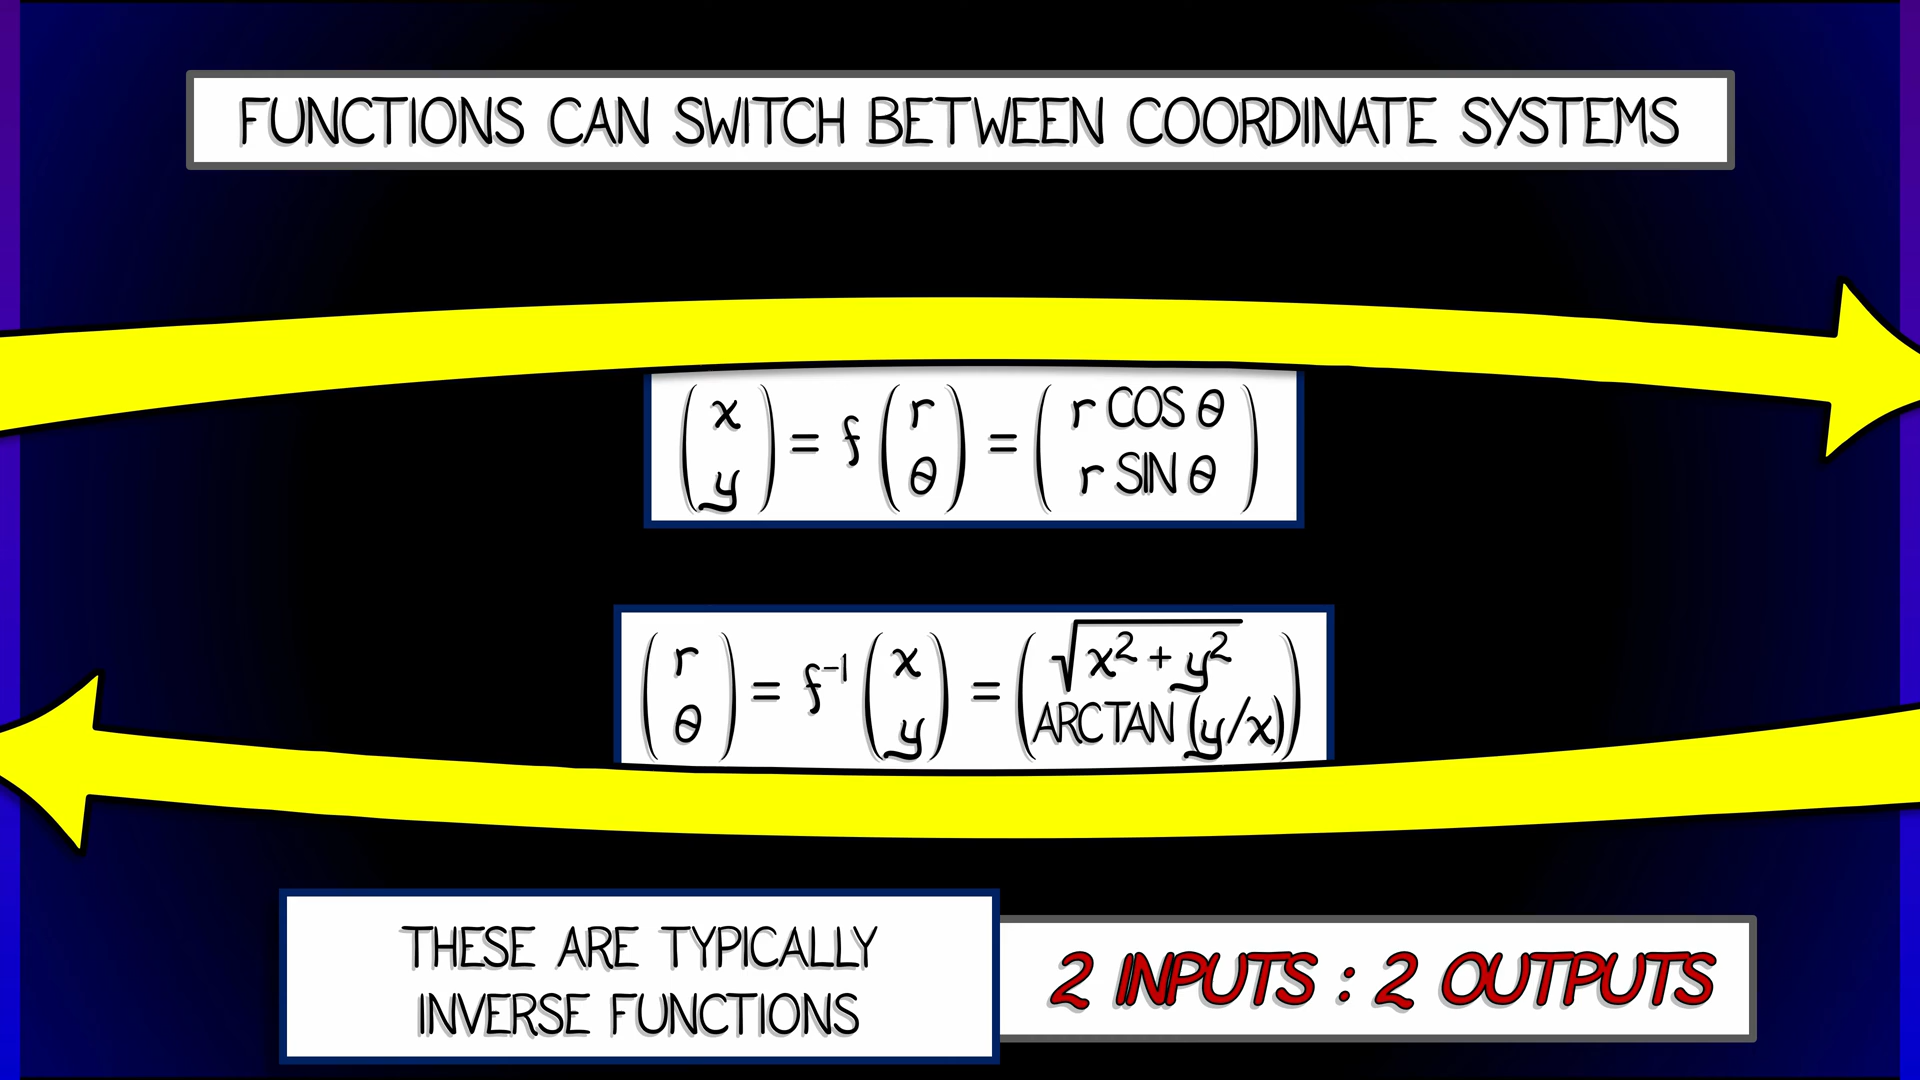 FUNCTIONS CAN SWITCH BETWEEN COORDINATE SYSTEMS
(x y) = f (r θ) = (r COS θ r SIN θ)
(r θ) = f⁻¹ (x y) = (√x² + y² ARCTAN (y/x))
THESE ARE TYPICALLY
INVERSE FUNCTIONS
2 INPUTS : 2 OUTPUTS